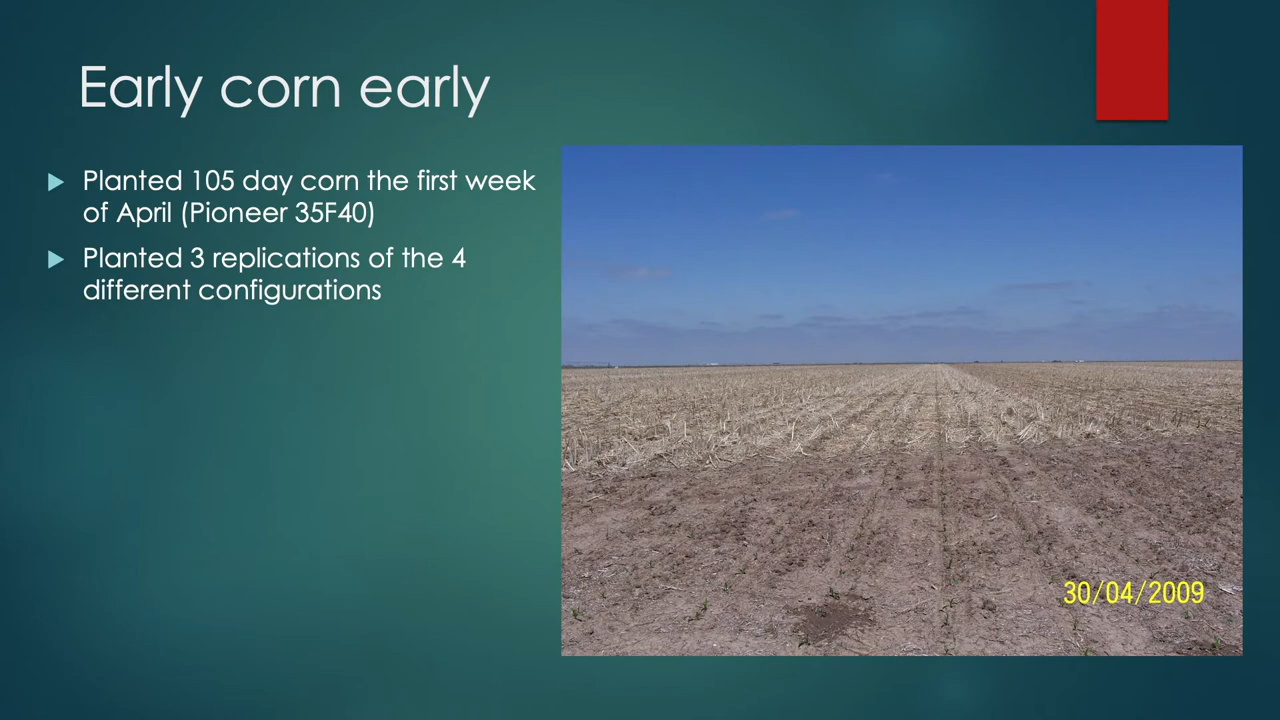 Early corn early
Planted 105 day corn the first week
of April (Pioneer 35F40)
Planted 3 replications of the 4
different configurations
30/04/2009